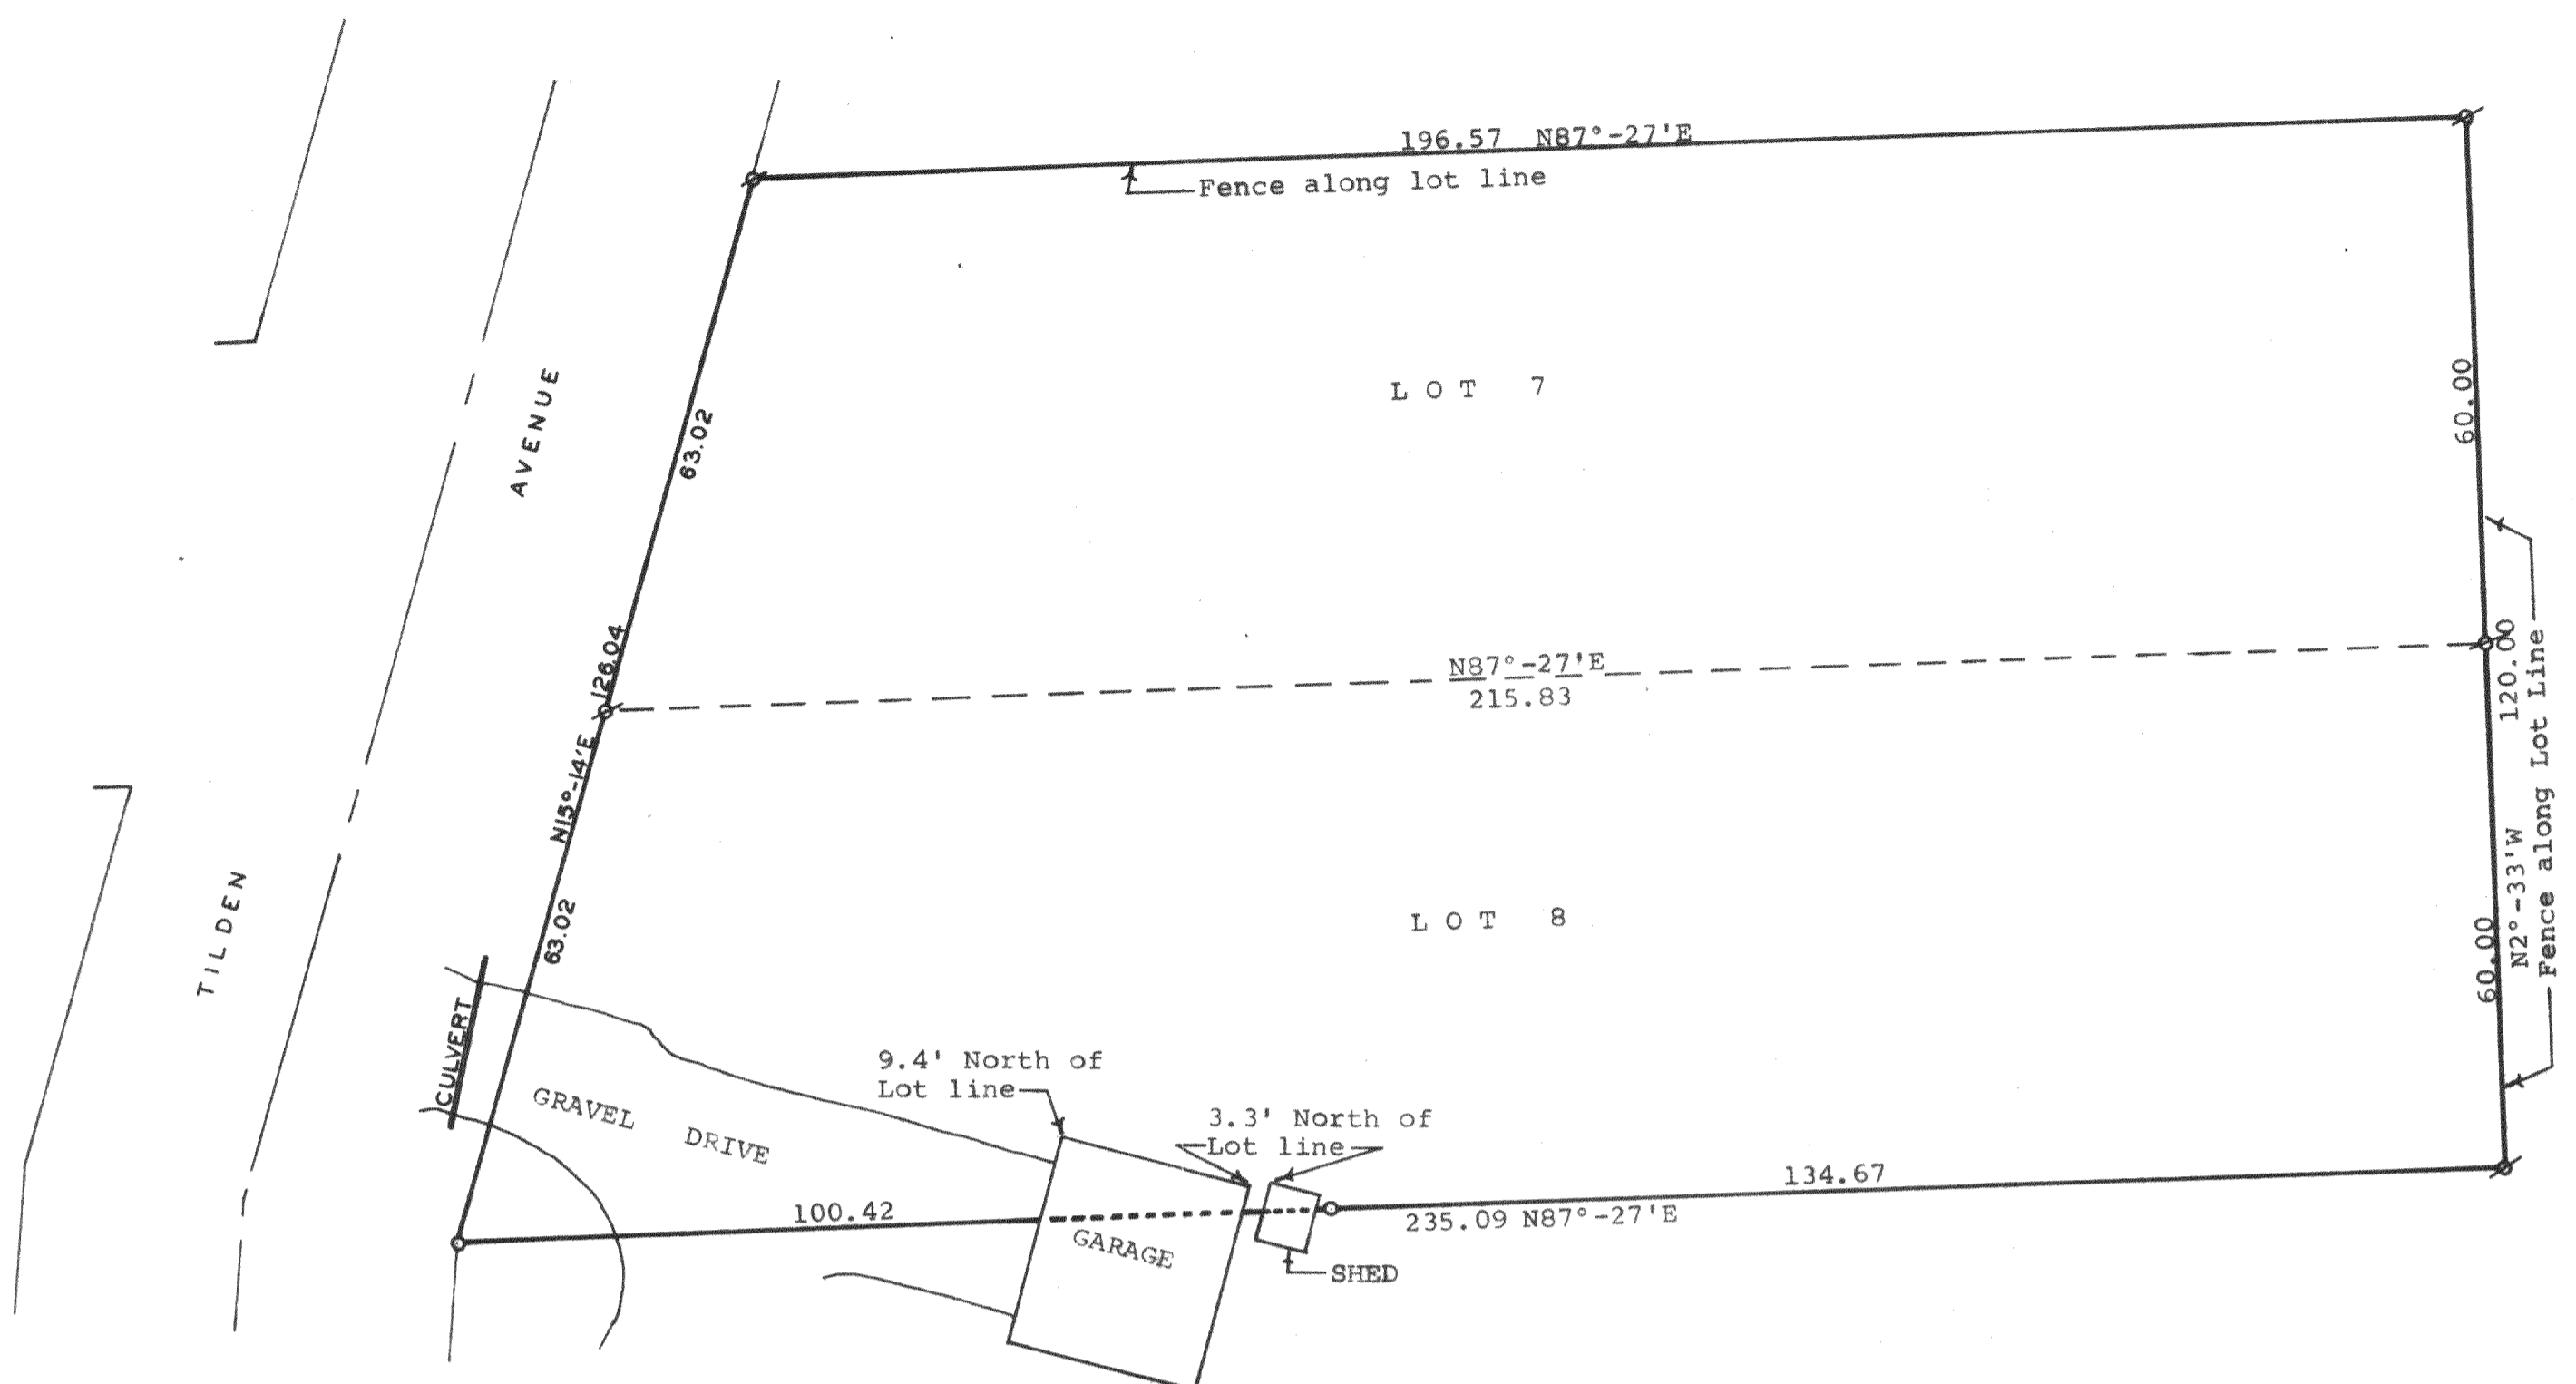 196.57 N87°-27'E
Fence along lot line
AVENUE
63.02
LOT 7
60.00
126.04
N15°-14'E
N87°-27'E
215.83
120.00
N2°-33'W
Fence along Lot Line
TILDEN
63.02
LOT 8
60.00
CULVERT
GRAVEL DRIVE
9.4' North of
Lot line
3.3' North of
Lot line
100.42
134.67
235.09 N87°-27'E
GARAGE
SHED